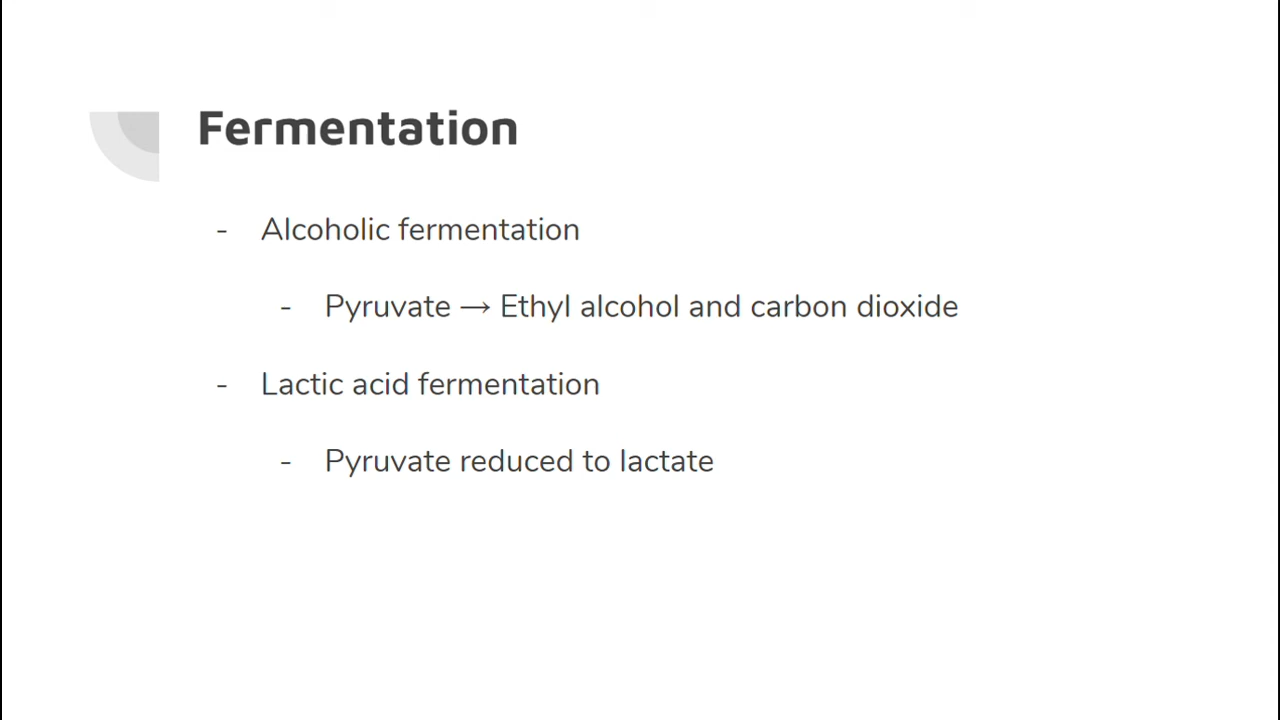 Fermentation
- Alcoholic fermentation
- Pyruvate → Ethyl alcohol and carbon dioxide
- Lactic acid fermentation
- Pyruvate reduced to lactate